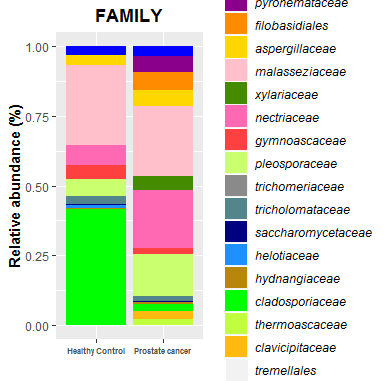 FAMILY
Relative abundance (%)
1.00
0.75
0.50
0.25
0.00
Healthy Control
Prostate cancer
pyronemataceae
filobasidiales
aspergillaceae
malasseziaceae
xylariaceae
nectriaceae
gymnoascaceae
pleosporaceae
trichomeriaceae
tricholomataceae
saccharomycetaceae
helotiaceae
hydnangiaceae
cladosporiaceae
thermoascaceae
clavicipitaceae
tremellales